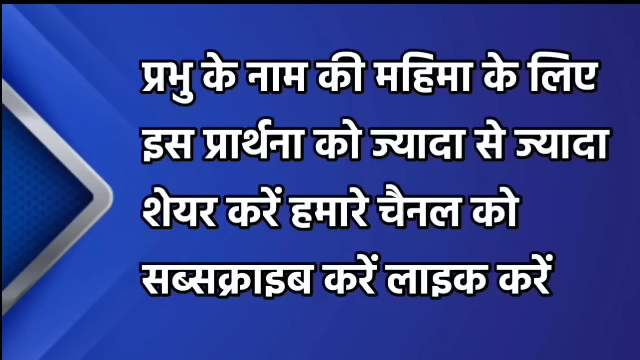 प्रभु के नाम की महिमा के लिए
इस प्रार्थना को ज्यादा से ज्यादा
शेयर करें हमारे चैनल को
सब्सक्राइब करें लाइक करें